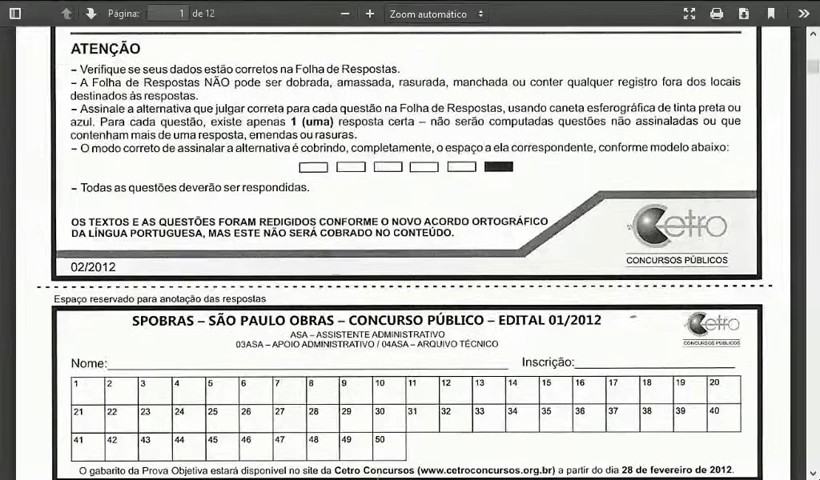 Página: 1 de 12 Zoom automático
ATENÇÃO
– Verifique se seus dados estão corretos na Folha de Respostas.
– A Folha de Respostas NÃO pode ser dobrada, amassada, rasurada, manchada ou conter qualquer registro fora dos locais
destinados às respostas.
– Assinale a alternativa que julgar correta para cada questão na Folha de Respostas, usando caneta esferográfica de tinta preta ou
azul. Para cada questão, existe apenas 1 (uma) resposta certa – não serão computadas questões não assinaladas ou que
contenham mais de uma resposta, emendas ou rasuras.
– O modo correto de assinalar a alternativa é cobrindo, completamente, o espaço a ela correspondente, conforme modelo abaixo:
– Todas as questões deverão ser respondidas.
OS TEXTOS E AS QUESTÕES FORAM REDIGIDOS CONFORME O NOVO ACORDO ORTOGRÁFICO
DA LÍNGUA PORTUGUESA, MAS ESTE NÃO SERÁ COBRADO NO CONTEÚDO.
Cetro
CONCURSOS PÚBLICOS
02/2012
Espaço reservado para anotação das respostas
SPOBRAS – SÃO PAULO OBRAS – CONCURSO PÚBLICO – EDITAL 01/2012
ASA – ASSISTENTE ADMINISTRATIVO
03ASA – APOIO ADMINISTRATIVO / 04ASA – ARQUIVO TÉCNICO
Cetro
CONCURSOS PÚBLICOS
Nome: Inscrição:
1 2 3 4 5 6 7 8 9 10 11 12 13 14 15 16 17 18 19 20
21 22 23 24 25 26 27 28 29 30 31 32 33 34 35 36 37 38 39 40
41 42 43 44 45 46 47 48 49 50
O gabarito da Prova Objetiva estará disponível no site da Cetro Concursos (www.cetroconcursos.org.br) a partir do dia 28 de fevereiro de 2012.